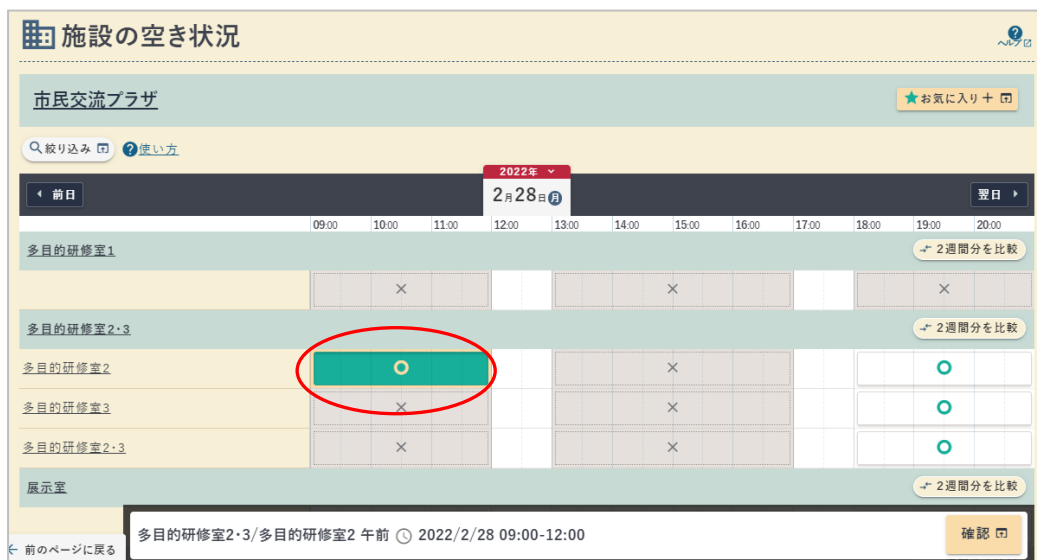 施設の空き状況
ヘルプ
市民交流プラザ
お気に入り+
絞り込み 使い方
2022年
前日 2月28日月 翌日
09:00 10:00 11:00 12:00 13:00 14:00 15:00 16:00 17:00 18:00 19:00 20:00
多目的研修室1 2週間分を比較
× × ×
多目的研修室2・3 2週間分を比較
多目的研修室2 ○ × ○
多目的研修室3 × × ○
多目的研修室2・3 × × ○
展示室 2週間分を比較
多目的研修室2・3/多目的研修室2 午前 2022/2/28 09:00-12:00 確認
前のページに戻る